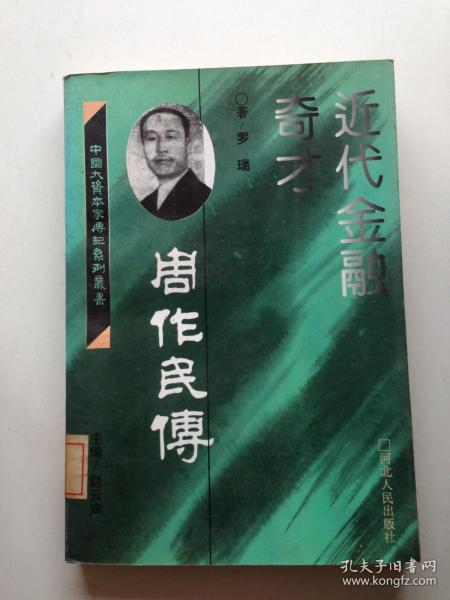 近代金融
奇才
○著/罗 瑞
周作民傳
中國大資本家傳記系列叢書
主编/赵云声
□河北人民出版社
孔夫子旧书网
www.kongfz.com